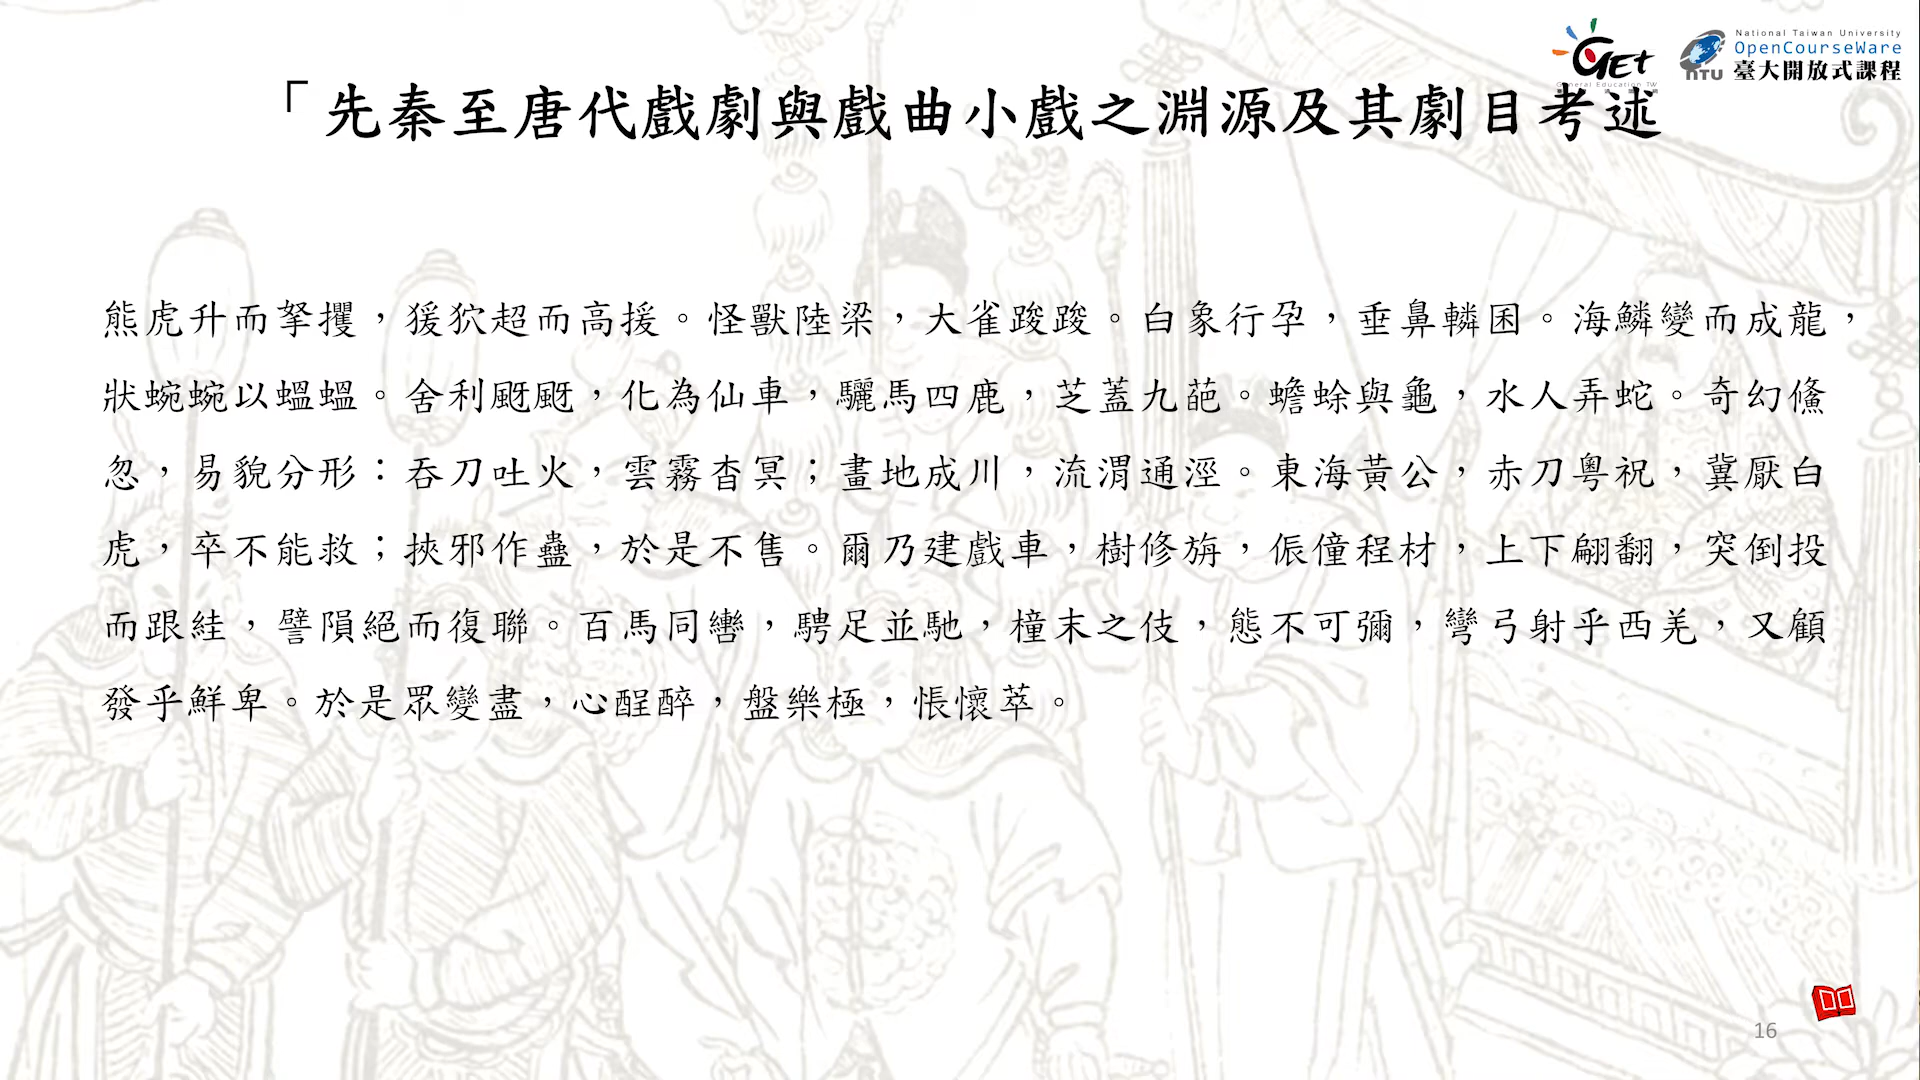 GEt
General Education TW
National Taiwan University
OpenCourseWare
NTU
臺大開放式課程
「先秦至唐代戲劇與戲曲小戲之淵源及其劇目考述
熊虎升而挐攫，猨狖超而高援。怪獸陸梁，大雀踆踆。白象行孕，垂鼻轔囷。海鱗變而成龍，
狀蜿蜿以蝹蝹。舍利颬颬，化為仙車，驪馬四鹿，芝蓋九葩。蟾蜍與龜，水人弄蛇。奇幻儵
忽，易貌分形：吞刀吐火，雲霧杳冥；畫地成川，流渭通涇。東海黃公，赤刀粵祝，冀厭白
虎，卒不能救；挾邪作蠱，於是不售。爾乃建戲車，樹修旃，侲僮程材，上下翩翻，突倒投
而跟絓，譬隕絕而復聯。百馬同轡，騁足並馳，橦末之伎，態不可彌，彎弓射乎西羌，又顧
發乎鮮卑。於是眾變盡，心酲醉，盤樂極，悵懷萃。
16